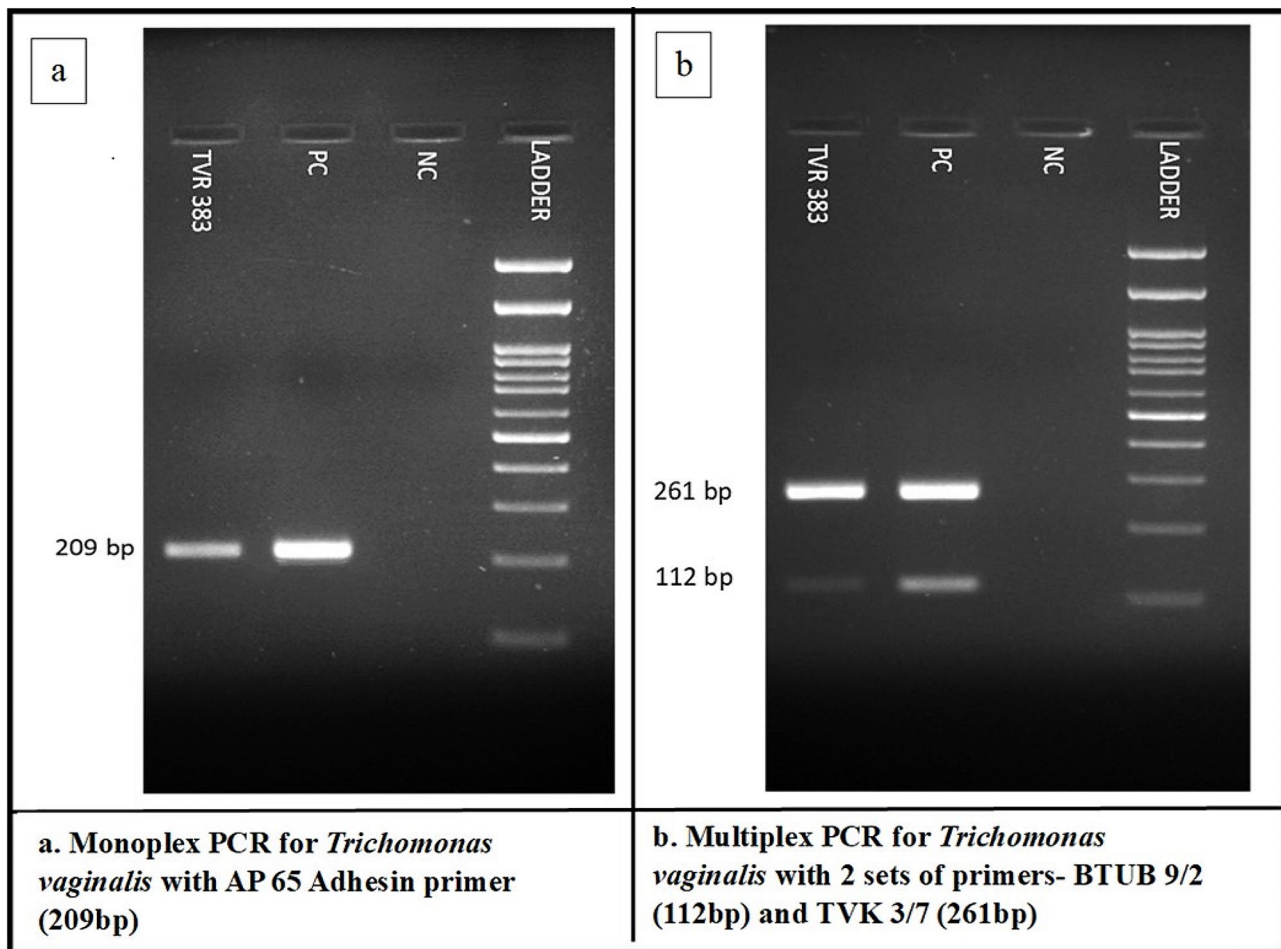 a
TVR 383
PC
NC
LADDER
209 bp
a. Monoplex PCR for Trichomonas
vaginalis with AP 65 Adhesin primer
(209bp)
b
TVR 383
PC
NC
LADDER
261 bp
112 bp
b. Multiplex PCR for Trichomonas
vaginalis with 2 sets of primers- BTUB 9/2
(112bp) and TVK 3/7 (261bp)